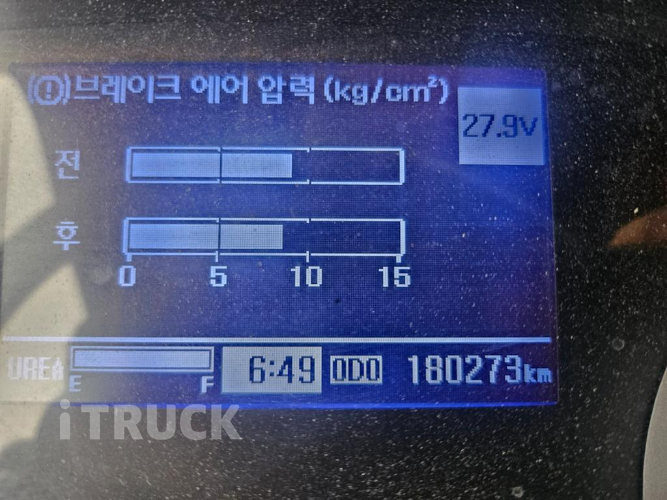 (!)브레이크 에어 압력 (kg/cm²)
27.9V
전
후
0 5 10 15
UREA E F 6:49 ODO 180273km
iTRUCK